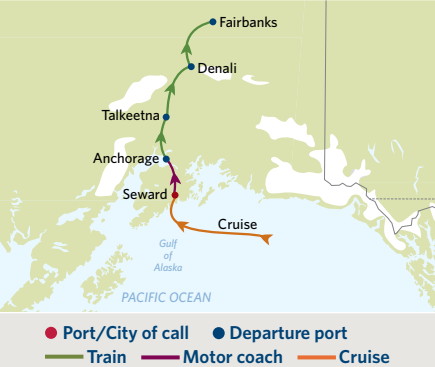 Fairbanks
Denali
Talkeetna
Anchorage
Seward
Cruise
Gulf
of
Alaska
PACIFIC OCEAN
Port/City of call Departure port
Train Motor coach Cruise